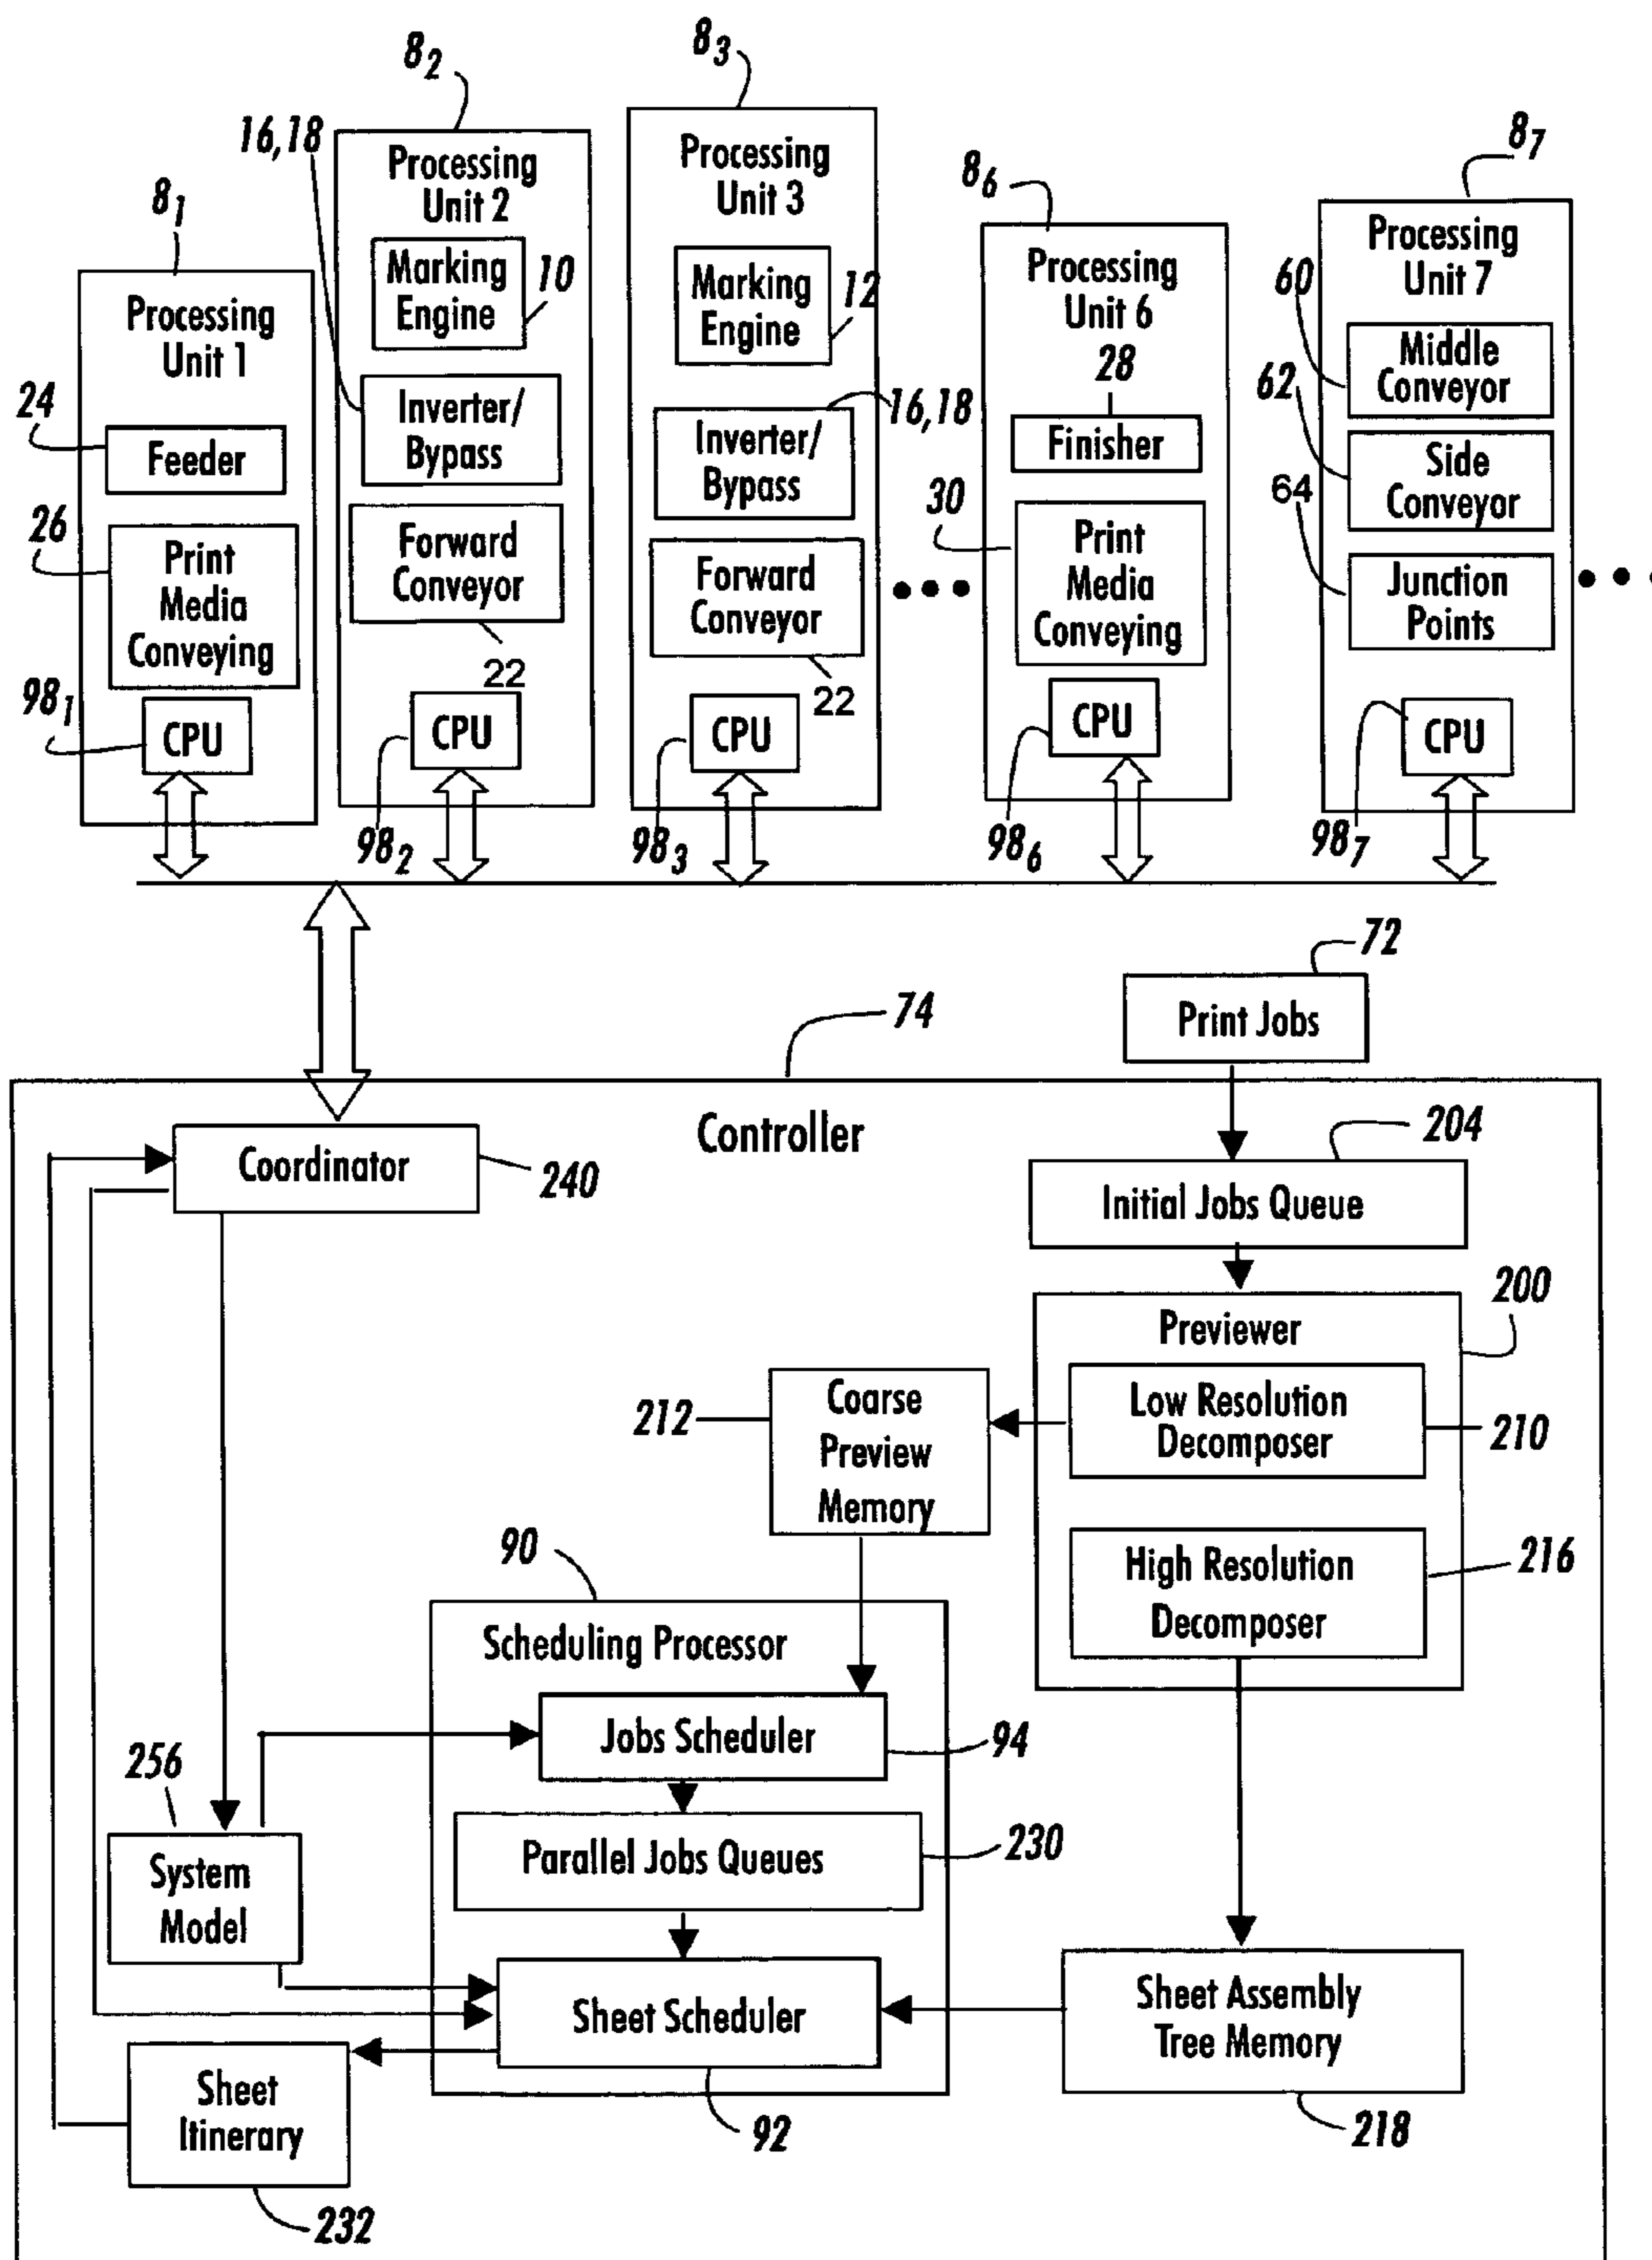 8₁
Processing
Unit 1
24
Feeder
26
Print
Media
Conveying
98₁
CPU
8₂
16,18
Processing
Unit 2
Marking
Engine
10
Inverter/
Bypass
Forward
Conveyor
22
CPU
98₂
8₃
Processing
Unit 3
Marking
Engine
12
16,18
Inverter/
Bypass
Forward
Conveyor
22
CPU
98₃
8₆
Processing
Unit 6
28
Finisher
30
Print
Media
Conveying
CPU
98₆
8₇
Processing
Unit 7
60
Middle
Conveyor
62
Side
Conveyor
64
Junction
Points
CPU
98₇
72
Print Jobs
74
Controller
Coordinator
240
204
Initial Jobs Queue
200
Previewer
Low Resolution
Decomposer
210
212
Coarse
Preview
Memory
High Resolution
Decomposer
216
90
Scheduling Processor
Jobs Scheduler
94
256
System
Model
Parallel Jobs Queues
230
Sheet Scheduler
92
Sheet Assembly
Tree Memory
218
Sheet
Itinerary
232